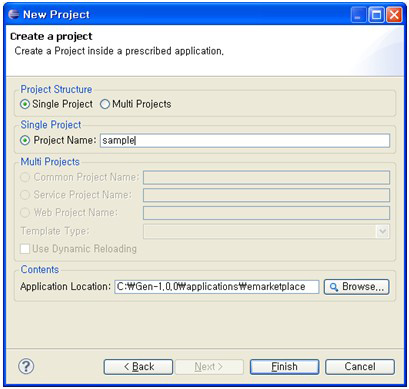 New Project
Create a project
Create a Project inside a prescribed application.
Project Structure
Single Project Multi Projects
Single Project
Project Name: sample
Multi Projects
Common Project Name:
Service Project Name:
Web Project Name:
Template Type:
Use Dynamic Reloading
Contents
Application Location: C:₩Gen-1.0.0₩applications₩emarketplace Browse...
? < Back Next > Finish Cancel